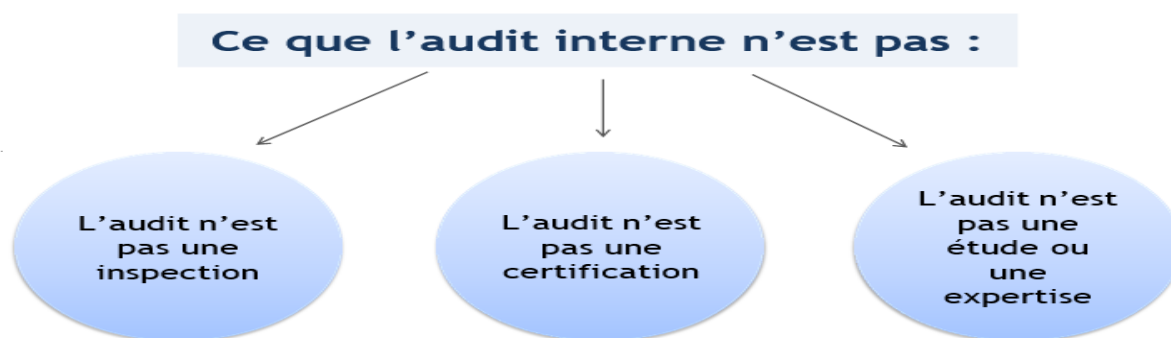 Ce que l'audit interne n'est pas :
L'audit n'est
pas une
inspection
L'audit n'est
pas une
certification
L'audit n'est
pas une
étude ou
une
expertise